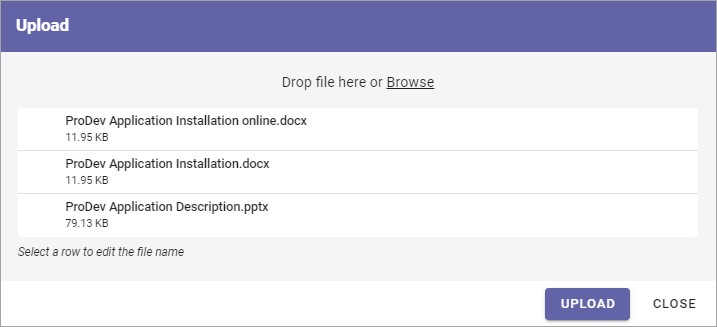 Upload
Drop file here or Browse
ProDev Application Installation online.docx
11.95 KB
ProDev Application Installation.docx
11.95 KB
ProDev Application Description.pptx
79.13 KB
Select a row to edit the file name
UPLOAD CLOSE